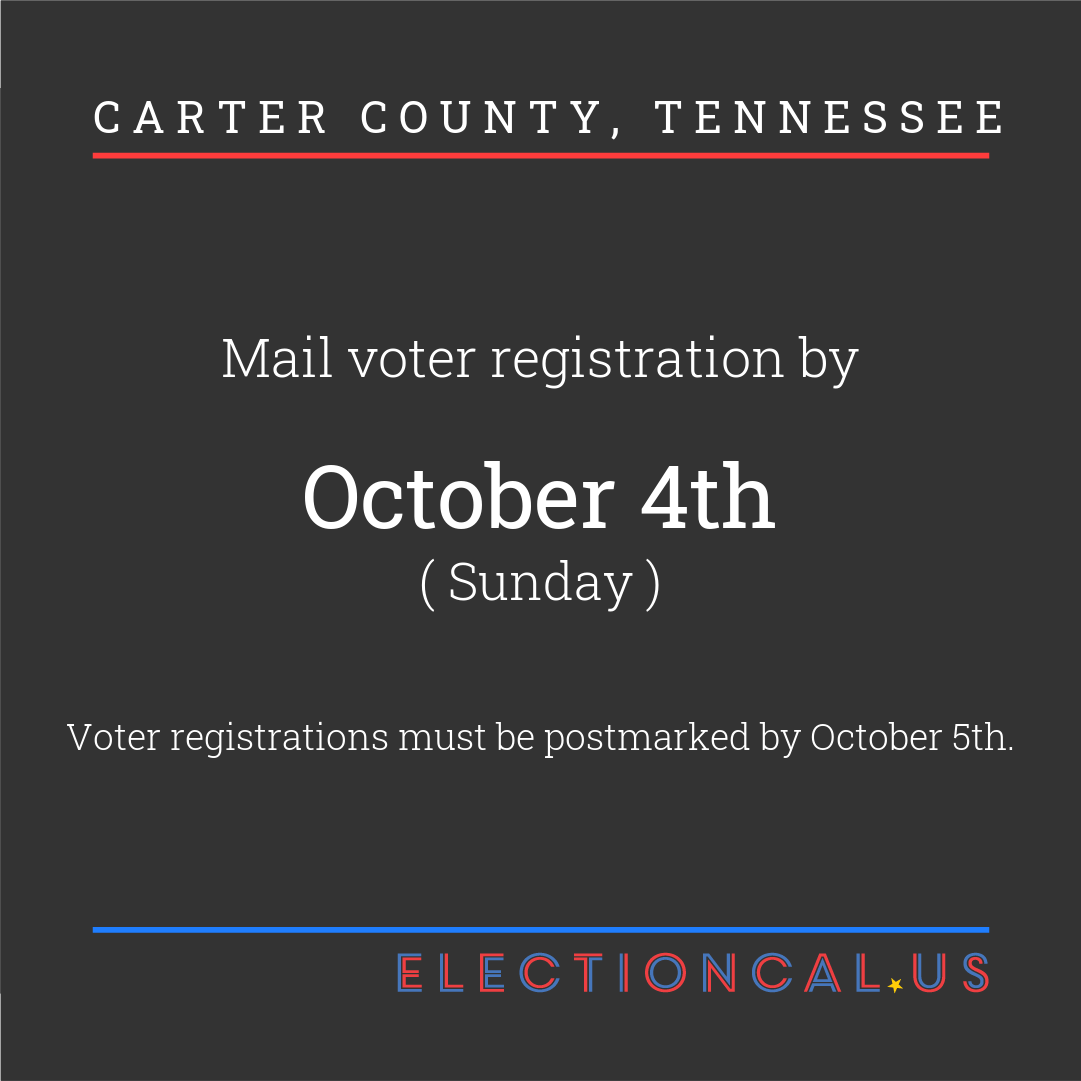 CARTER COUNTY, TENNESSEE
Mail voter registration by
October 4th
( Sunday )
Voter registrations must be postmarked by October 5th.
ELECTIONCAL.US